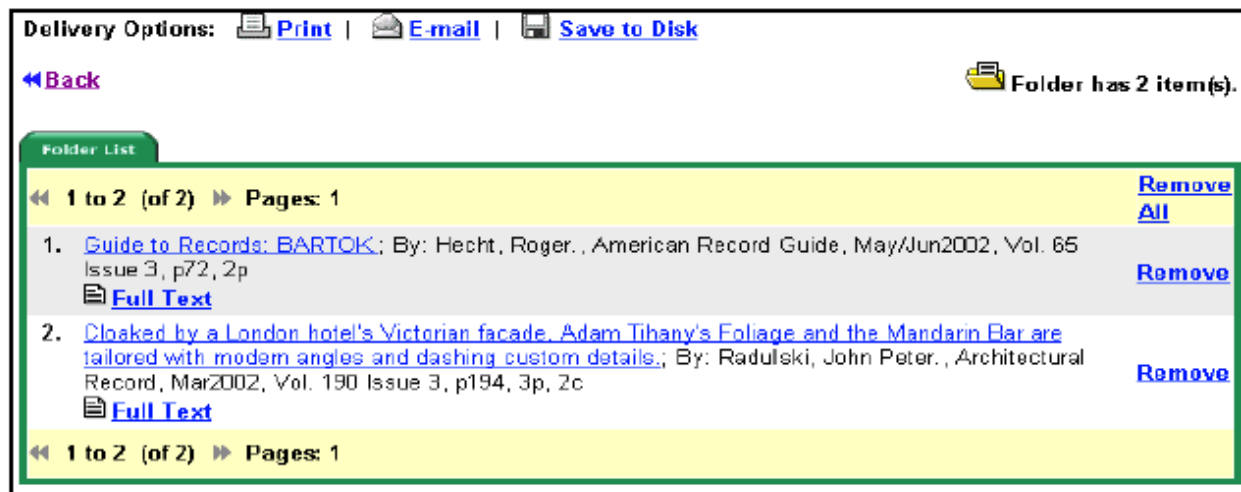 Delivery Options: Print | E-mail | Save to Disk
Back Folder has 2 item(s).
Folder List
1 to 2 (of 2) Pages: 1 Remove
All
1. Guide to Records: BARTOK.; By: Hecht, Roger., American Record Guide, May/Jun2002, Vol. 65
Issue 3, p72, 2p Remove
Full Text
2. Cloaked by a London hotel's Victorian facade, Adam Tihany's Foliage and the Mandarin Bar are
tailored with modern angles and dashing custom details.; By: Radulski, John Peter., Architectural
Record, Mar2002, Vol. 190 Issue 3, p194, 3p, 2c Remove
Full Text
1 to 2 (of 2) Pages: 1